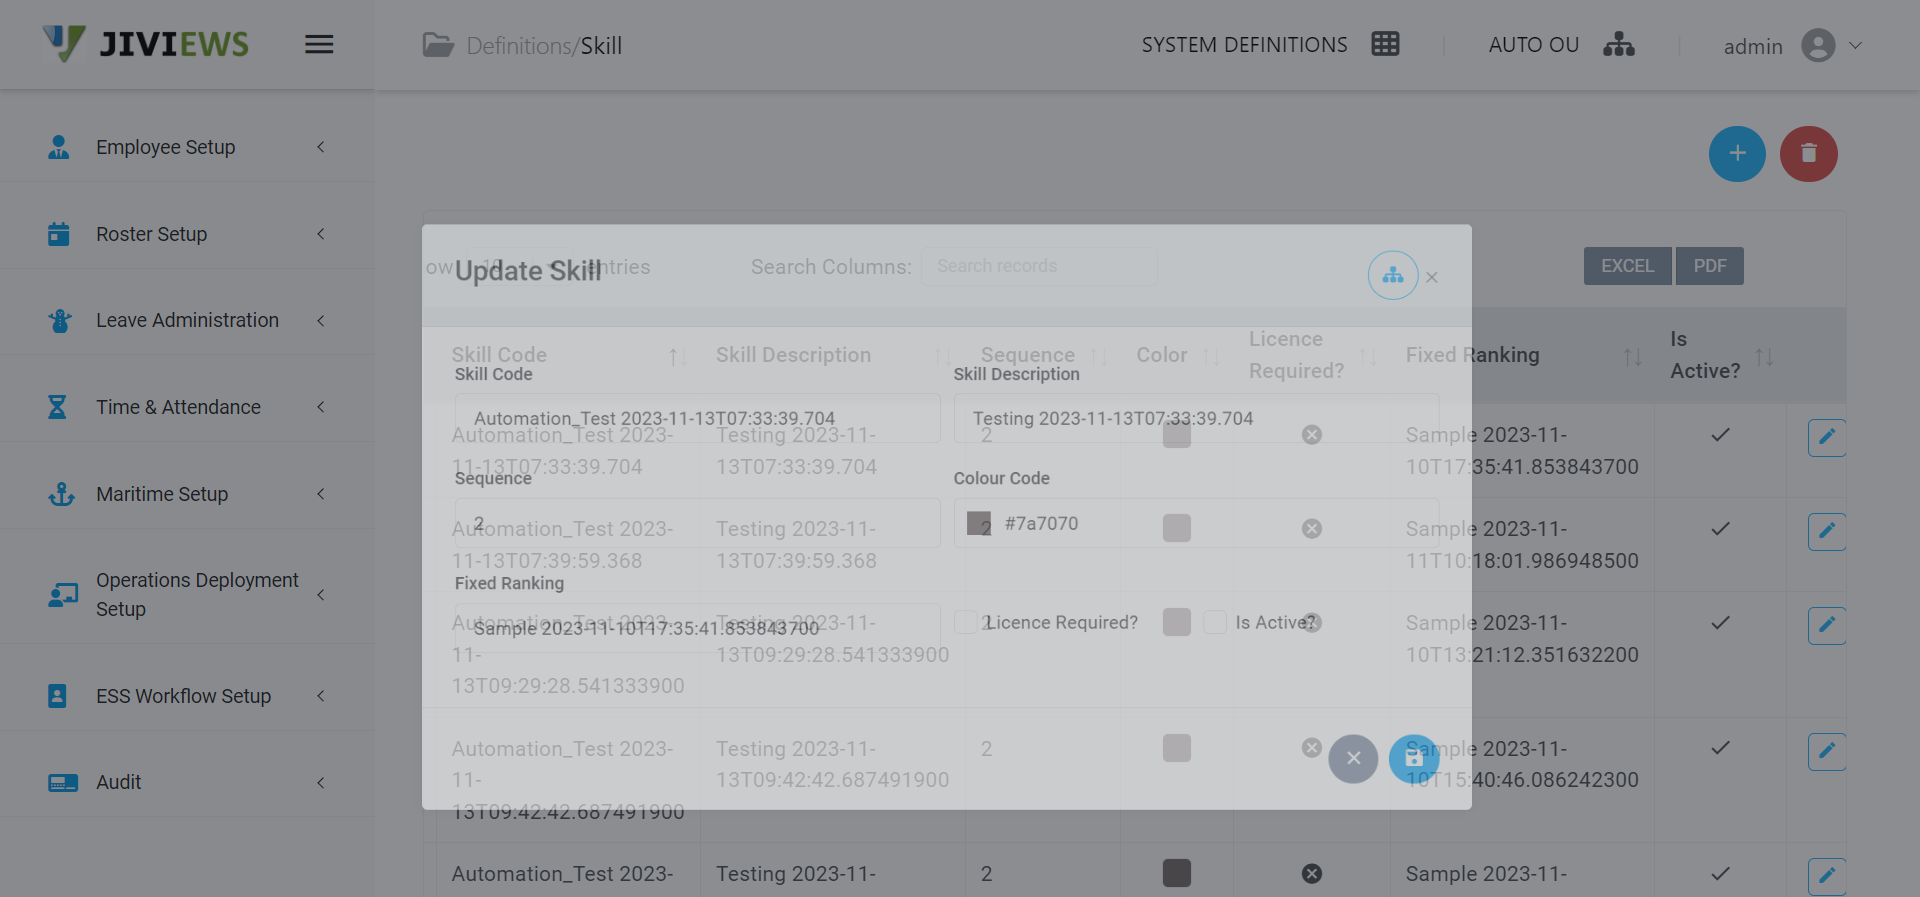 JIVIEWS
Definitions/Skill
SYSTEM DEFINITIONS
AUTO OU
admin
Employee Setup
Roster Setup
Leave Administration
Time & Attendance
Maritime Setup
Operations Deployment
Setup
ESS Workflow Setup
Audit
ow 10 entries
Search Columns: Search records
EXCEL PDF
Update Skill
Skill Code
Skill Description
Sequence
Color
Licence
Required?
Fixed Ranking
Is
Active?
Skill Code
Automation_Test 2023-11-13T07:33:39.704
Skill Description
Testing 2023-11-13T07:33:39.704
Sequence
2
Colour Code
#7a7070
Fixed Ranking
Sample 2023-11-10T17:35:41.853843700
Licence Required?
Is Active?
Automation_Test 2023-
11-13T07:33:39.704
Testing 2023-11-
13T07:33:39.704
2
Sample 2023-11-
10T17:35:41.853843700
Automation_Test 2023-
11-13T07:39:59.368
Testing 2023-11-
13T07:39:59.368
2
Sample 2023-11-
11T10:18:01.986948500
Automation_Test 2023-
11-
13T09:29:28.541333900
Testing 2023-11-
13T09:29:28.541333900
2
Sample 2023-11-
10T13:21:12.351632200
Automation_Test 2023-
11-
13T09:42:42.687491900
Testing 2023-11-
13T09:42:42.687491900
2
Sample 2023-11-
10T15:40:46.086242300
Automation_Test 2023-
Testing 2023-11-
2
Sample 2023-11-